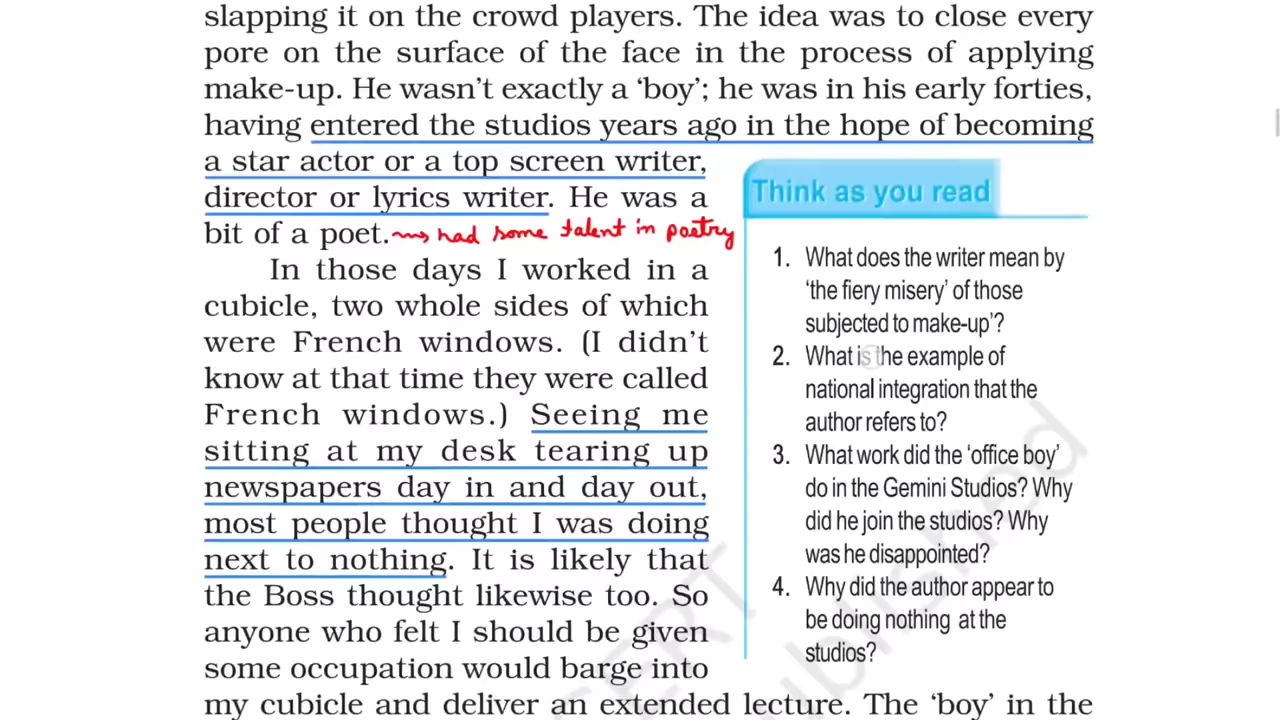 slapping it on the crowd players. The idea was to close every
pore on the surface of the face in the process of applying
make-up. He wasn't exactly a ‘boy’; he was in his early forties,
having entered the studios years ago in the hope of becoming
a star actor or a top screen writer,
director or lyrics writer. He was a
bit of a poet. had some talent in poetry
In those days I worked in a
cubicle, two whole sides of which
were French windows. (I didn't
know at that time they were called
French windows.) Seeing me
sitting at my desk tearing up
newspapers day in and day out,
most people thought I was doing
next to nothing. It is likely that
the Boss thought likewise too. So
anyone who felt I should be given
some occupation would barge into
my cubicle and deliver an extended lecture. The ‘boy’ in the
Think as you read
1. What does the writer mean by
‘the fiery misery’ of those
subjected to make-up’?
2. What is the example of
national integration that the
author refers to?
3. What work did the ‘office boy’
do in the Gemini Studios? Why
did he join the studios? Why
was he disappointed?
4. Why did the author appear to
be doing nothing at the
studios?